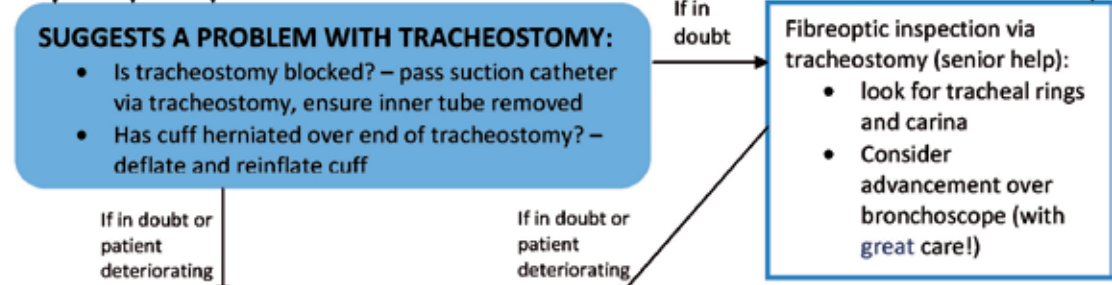 SUGGESTS A PROBLEM WITH TRACHEOSTOMY:
• Is tracheostomy blocked? – pass suction catheter
via tracheostomy, ensure inner tube removed
• Has cuff herniated over end of tracheostomy? –
deflate and reinflate cuff
If in
doubt
Fibreoptic inspection via
tracheostomy (senior help):
• look for tracheal rings
and carina
• Consider
advancement over
bronchoscope (with
great care!)
If in doubt or
patient
deteriorating
If in doubt or
patient
deteriorating